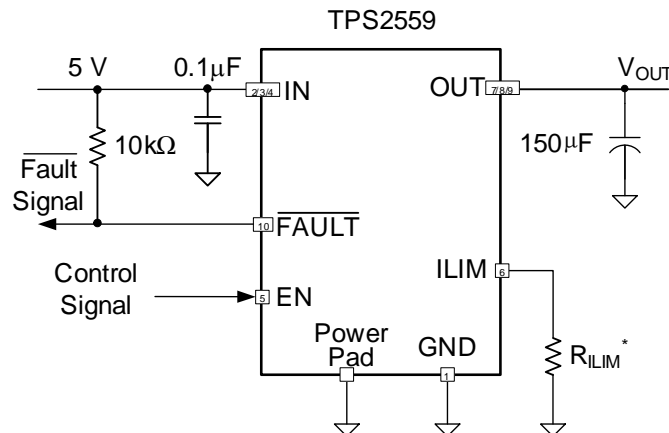 TPS2559
5 V
0.1µF
2/3/4
IN
OUT
7/8/9
VOUT
10kΩ
150µF
Fault
Signal
10
FAULT
ILIM
6
Control
Signal
5
EN
Power
Pad
GND
1
RILIM*